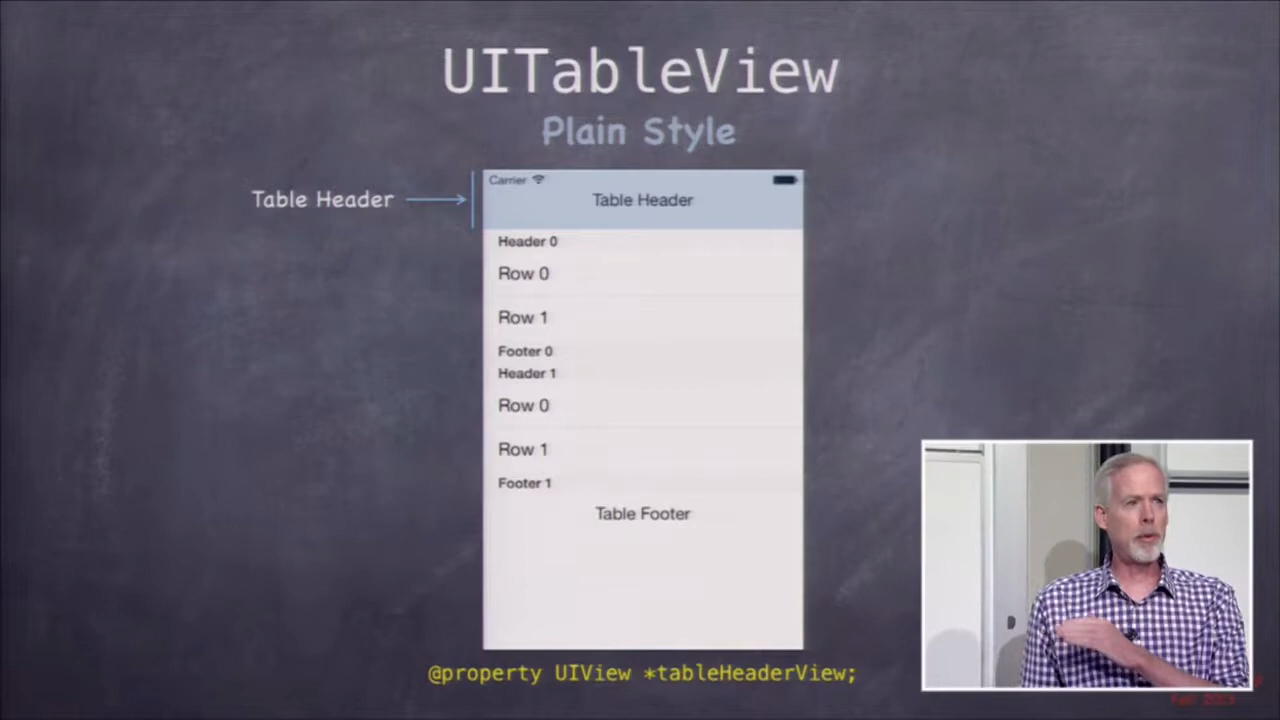 UITableView
Plain Style
Carrier
Table Header
Table Header
Header 0
Row 0
Row 1
Footer 0
Header 1
Row 0
Row 1
Footer 1
Table Footer
@property UIView *tableHeaderView;